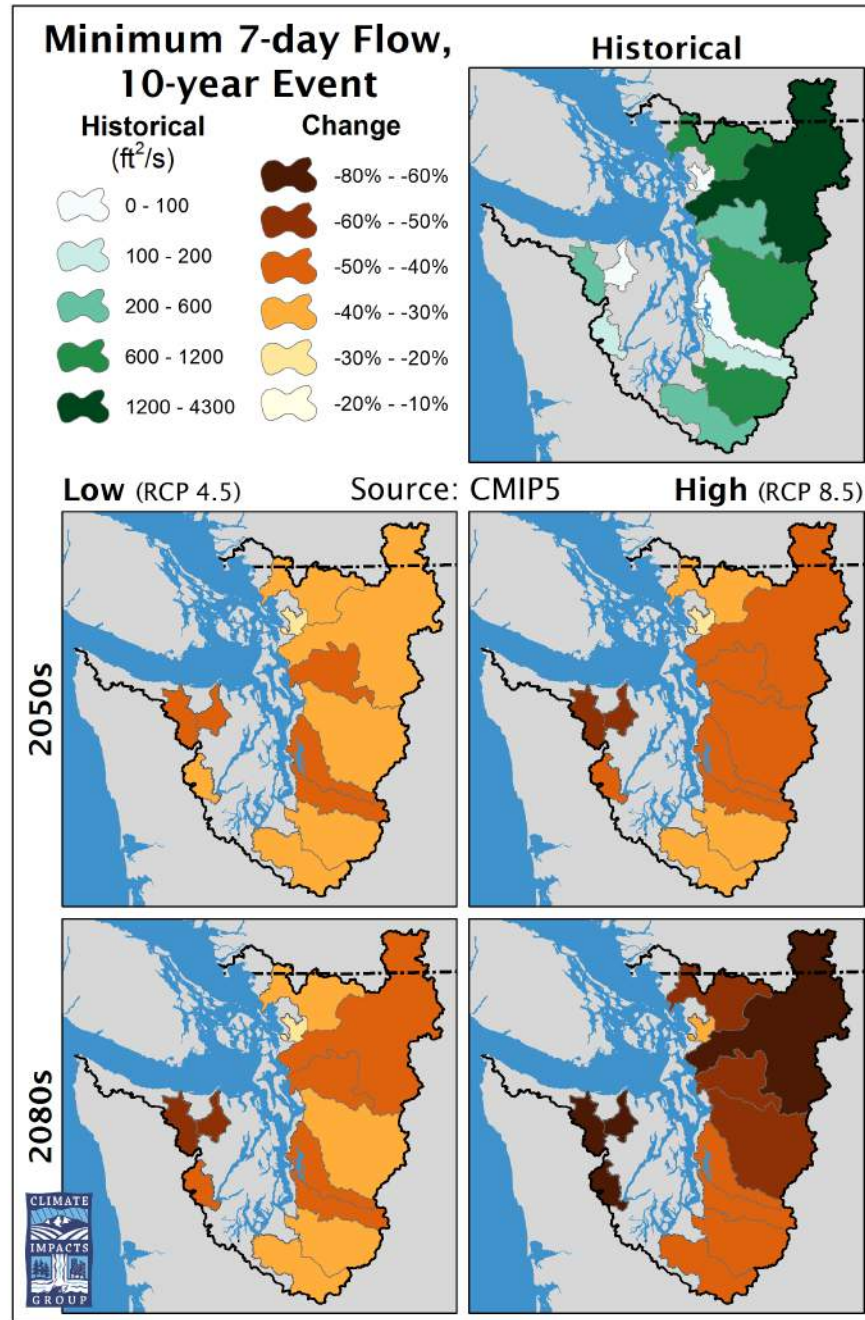 Minimum 7-day Flow,
10-year Event
Historical
(ft²/s)
0 - 100
100 - 200
200 - 600
600 - 1200
1200 - 4300
Change
-80% - -60%
-60% - -50%
-50% - -40%
-40% - -30%
-30% - -20%
-20% - -10%
Historical
Low (RCP 4.5)
Source: CMIP5
High (RCP 8.5)
2050s
2080s
CLIMATE
IMPACTS
GROUP